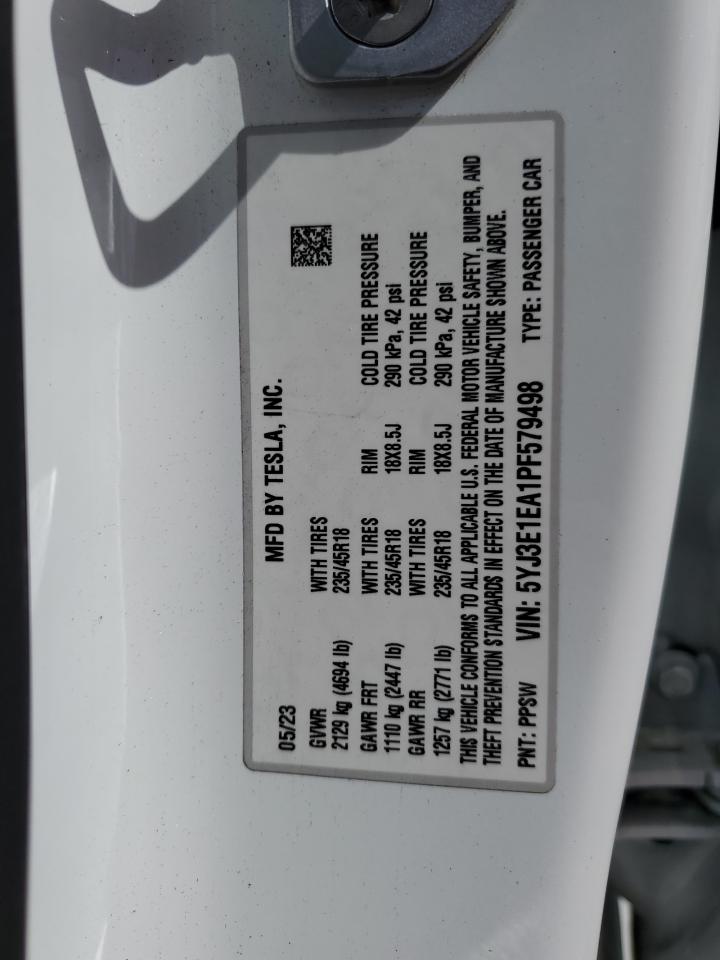 05/23 MFD BY TESLA, INC.
GVWR WITH TIRES
2129 kg (4694 lb) 235/45R18
GAWR FRT WITH TIRES RIM COLD TIRE PRESSURE
1110 kg (2447 lb) 235/45R18 18X8.5J 290 kPa, 42 psi
GAWR RR WITH TIRES RIM COLD TIRE PRESSURE
1257 kg (2771 lb) 235/45R18 18X8.5J 290 kPa, 42 psi
THIS VEHICLE CONFORMS TO ALL APPLICABLE U.S. FEDERAL MOTOR VEHICLE SAFETY, BUMPER, AND
THEFT PREVENTION STANDARDS IN EFFECT ON THE DATE OF MANUFACTURE SHOWN ABOVE.
PNT: PPSW VIN: 5YJ3E1EA1PF579498 TYPE: PASSENGER CAR